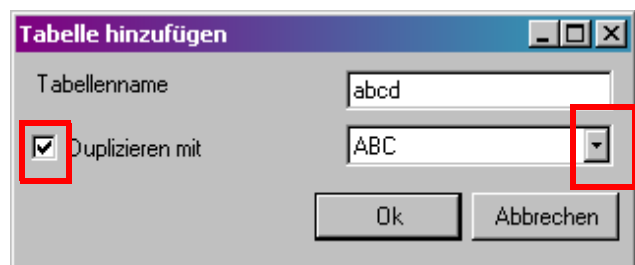 Tabelle hinzufügen
Tabellenname abcd
Duplizieren mit ABC
Ok Abbrechen